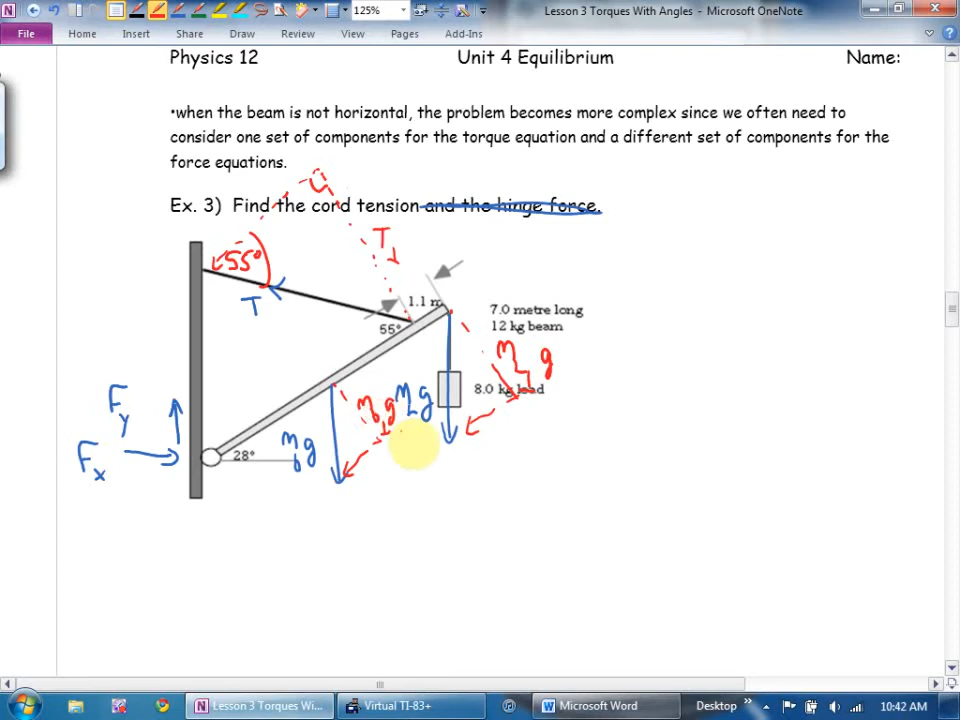 Lesson 3 Torques With Angles - Microsoft OneNote
125%
File Home Insert Share Draw Review View Pages Add-Ins
Physics 12 Unit 4 Equilibrium Name:
•when the beam is not horizontal, the problem becomes more complex since we often need to
consider one set of components for the torque equation and a different set of components for the
force equations.
Ex. 3) Find the cord tension and the hinge force.
55°
T⊥
T
1.1 m
55°
7.0 metre long
12 kg beam
8.0 kg load
Fy
Fx
28°
mbg
mbg⊥
mLg
mL⊥g
Lesson 3 Torques Wi...
Virtual TI-83+
Microsoft Word
Desktop
10:42 AM